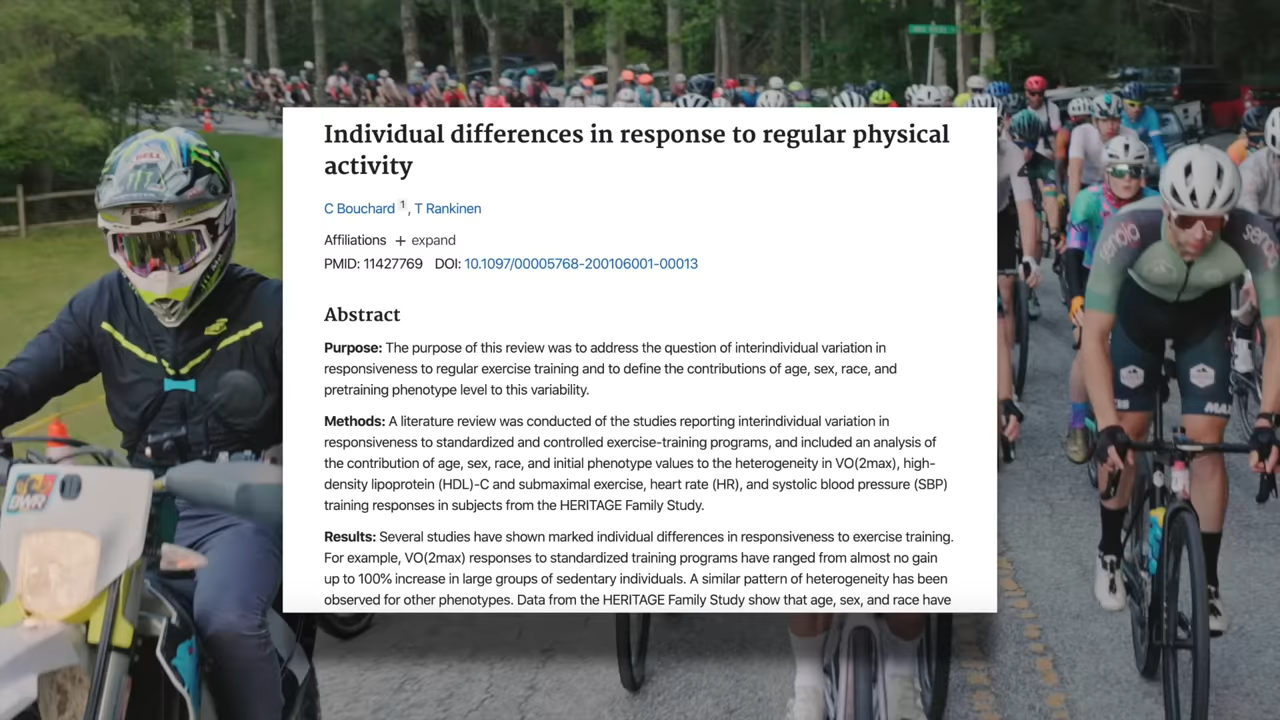 Individual differences in response to regular physical
activity
C Bouchard 1, T Rankinen
Affiliations + expand
PMID: 11427769 DOI: 10.1097/00005768-200106001-00013
Abstract
Purpose: The purpose of this review was to address the question of interindividual variation in
responsiveness to regular exercise training and to define the contributions of age, sex, race, and
pretraining phenotype level to this variability.
Methods: A literature review was conducted of the studies reporting interindividual variation in
responsiveness to standardized and controlled exercise-training programs, and included an analysis of
the contribution of age, sex, race, and initial phenotype values to the heterogeneity in VO(2max), high-
density lipoprotein (HDL)-C and submaximal exercise, heart rate (HR), and systolic blood pressure (SBP)
training responses in subjects from the HERITAGE Family Study.
Results: Several studies have shown marked individual differences in responsiveness to exercise training.
For example, VO(2max) responses to standardized training programs have ranged from almost no gain
up to 100% increase in large groups of sedentary individuals. A similar pattern of heterogeneity has been
observed for other phenotypes. Data from the HERITAGE Family Study show that age, sex, and race have
BELL
BWR